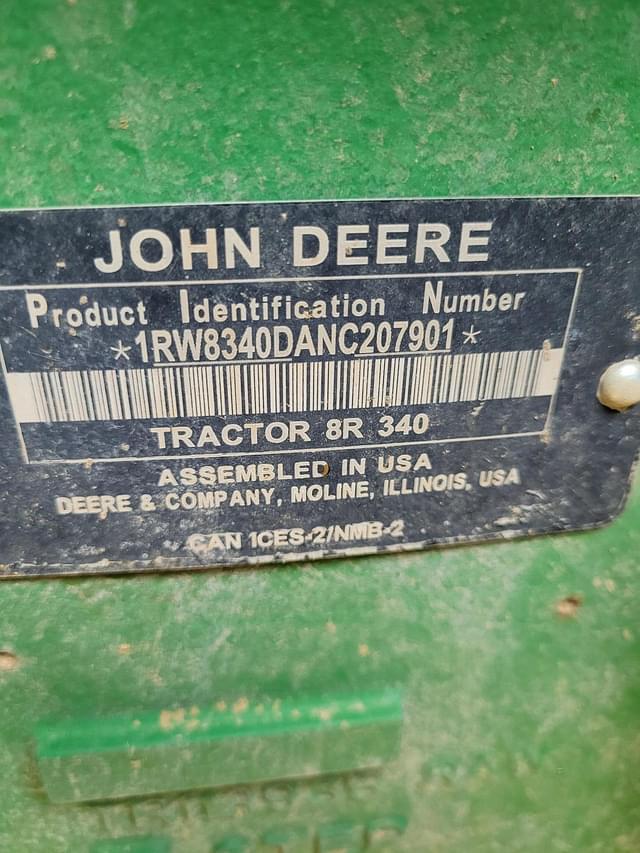 JOHN DEERE
Product Identification Number
*1RW8340DANC207901*
TRACTOR 8R 340
ASSEMBLED IN USA
DEERE & COMPANY, MOLINE, ILLINOIS, USA
CAN ICES-2/NMB-2